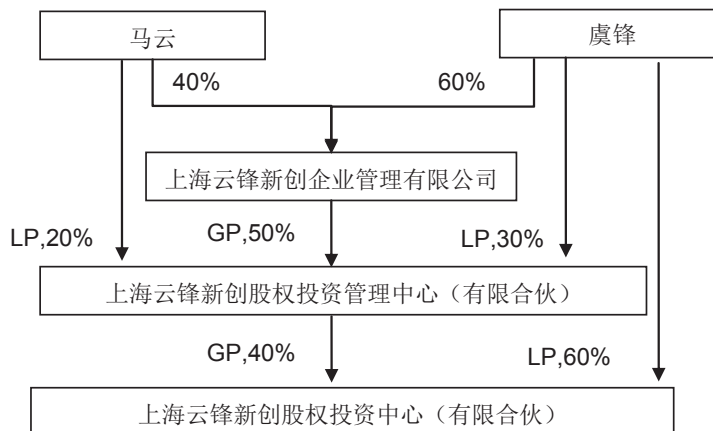 马云
虞锋
40%
60%
上海云锋新创企业管理有限公司
LP,20%
GP,50%
LP,30%
上海云锋新创股权投资管理中心（有限合伙）
GP,40%
LP,60%
上海云锋新创股权投资中心（有限合伙）